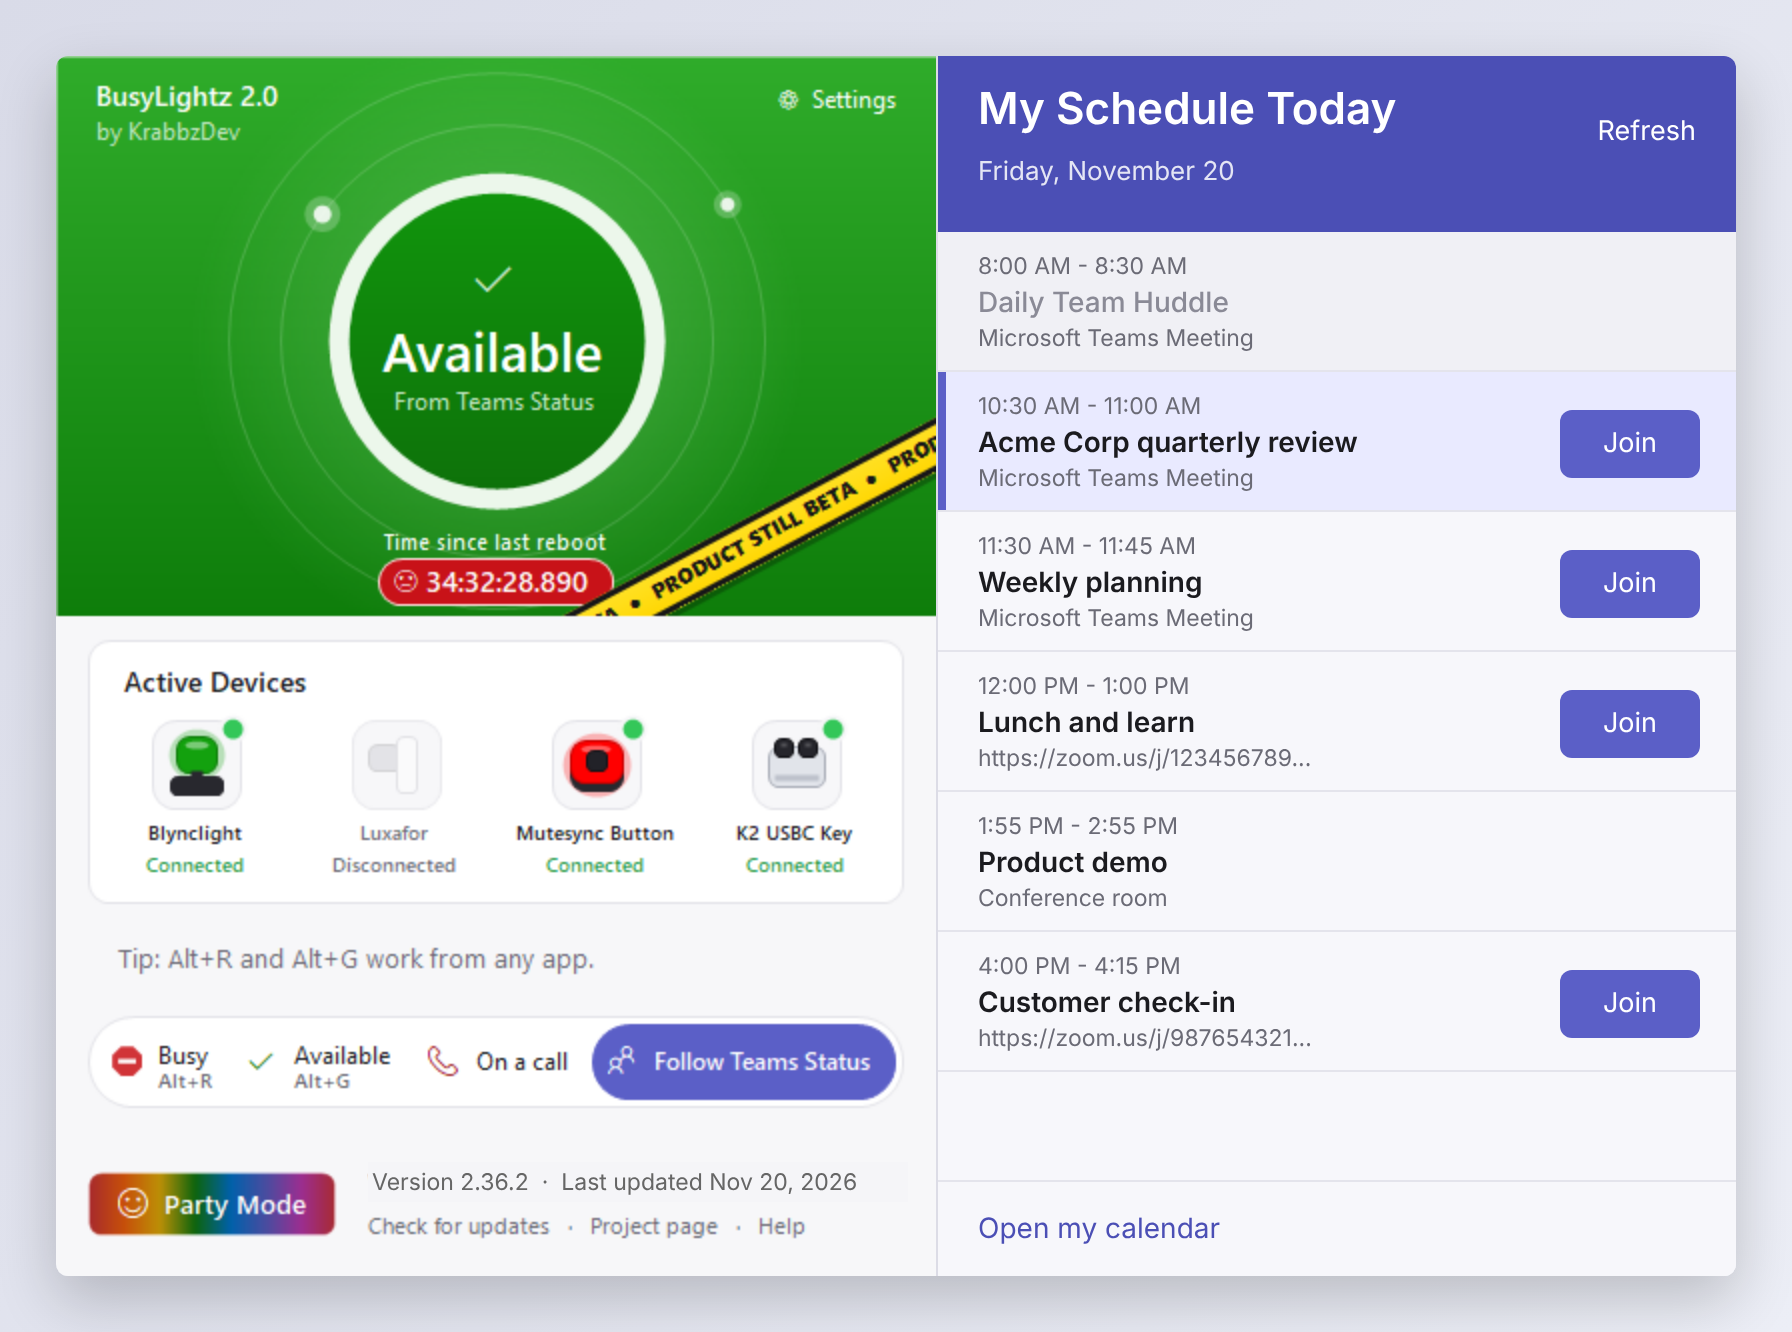 BusyLightz 2.0
by KrabbzDev
Settings
Available
From Teams Status
Time since last reboot
34:32:28.890
TA • PRODUCT STILL BETA • PROD
Active Devices
Blynclight
Connected
Luxafor
Disconnected
Mutesync Button
Connected
K2 USBC Key
Connected
Tip: Alt+R and Alt+G work from any app.
Busy
Alt+R
Available
Alt+G
On a call
Follow Teams Status
Party Mode
Version 2.36.2 · Last updated Nov 20, 2026
Check for updates · Project page · Help
My Schedule Today
Friday, November 20
Refresh
8:00 AM - 8:30 AM
Daily Team Huddle
Microsoft Teams Meeting
10:30 AM - 11:00 AM
Acme Corp quarterly review
Microsoft Teams Meeting
Join
11:30 AM - 11:45 AM
Weekly planning
Microsoft Teams Meeting
Join
12:00 PM - 1:00 PM
Lunch and learn
https://zoom.us/j/123456789...
Join
1:55 PM - 2:55 PM
Product demo
Conference room
4:00 PM - 4:15 PM
Customer check-in
https://zoom.us/j/987654321...
Join
Open my calendar